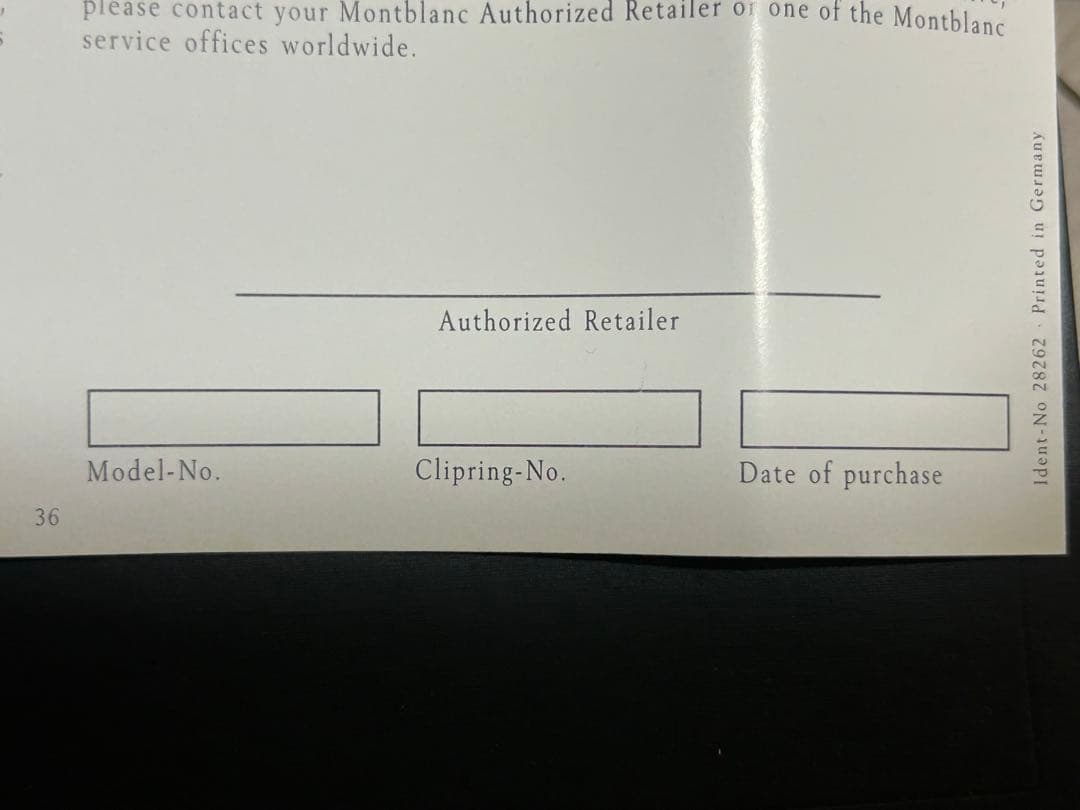 please contact your Montblanc Authorized Retailer or one of the Montblanc
service offices worldwide.
Authorized Retailer
Model-No.
Clipring-No.
Date of purchase
36
Ident-No 28262 · Printed in Germany